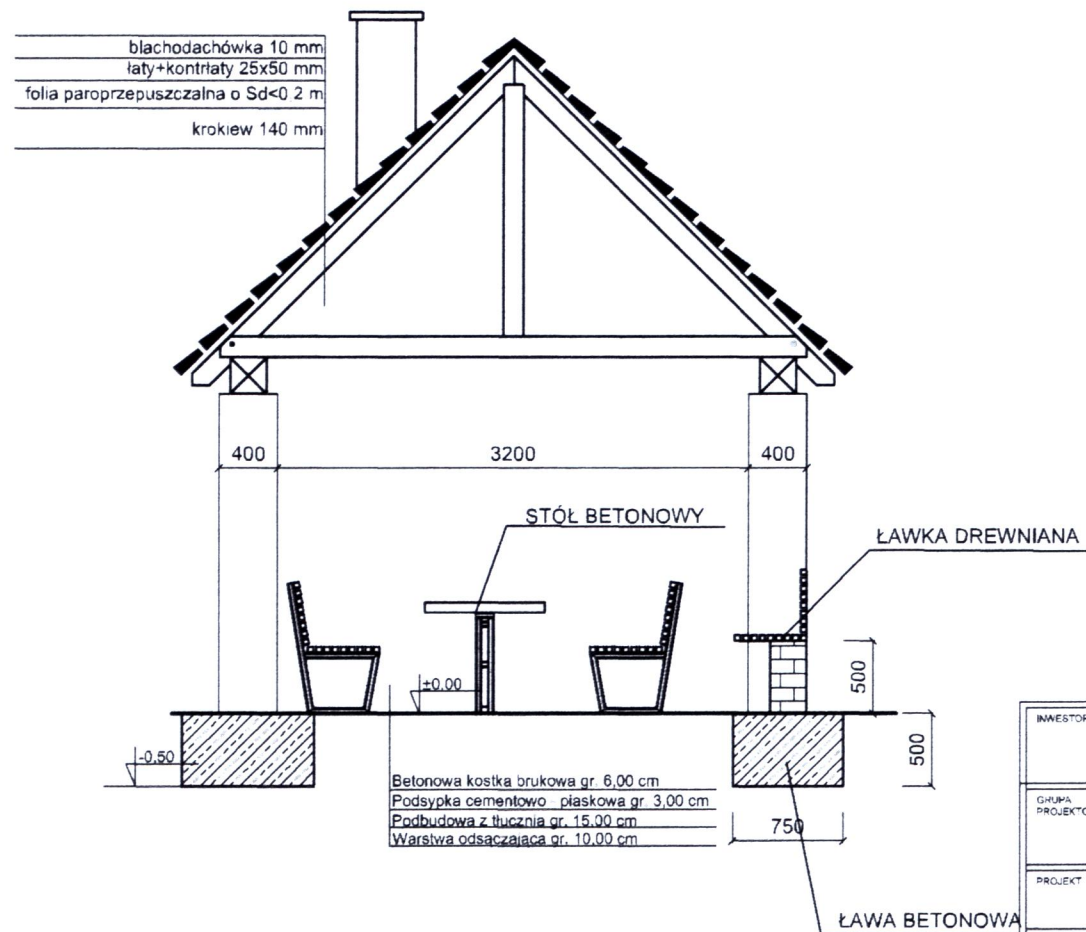 blachodachówka 10 mm
łaty+kontrłaty 25x50 mm
folia paroprzepuszczalna o Sd<0.2 m
krokiew 140 mm
400
3200
400
STÓŁ BETONOWY
ŁAWKA DREWNIANA
±0.00
500
-0.50
500
Betonowa kostka brukowa gr. 6,00 cm
Podsypka cementowo - piaskowa gr. 3,00 cm
Podbudowa z tłucznia gr. 15.00 cm
Warstwa odsączająca gr. 10.00 cm
750
ŁAWA BETONOWA
INWESTOR
GRUPA
PROJEKTO
PROJEKT